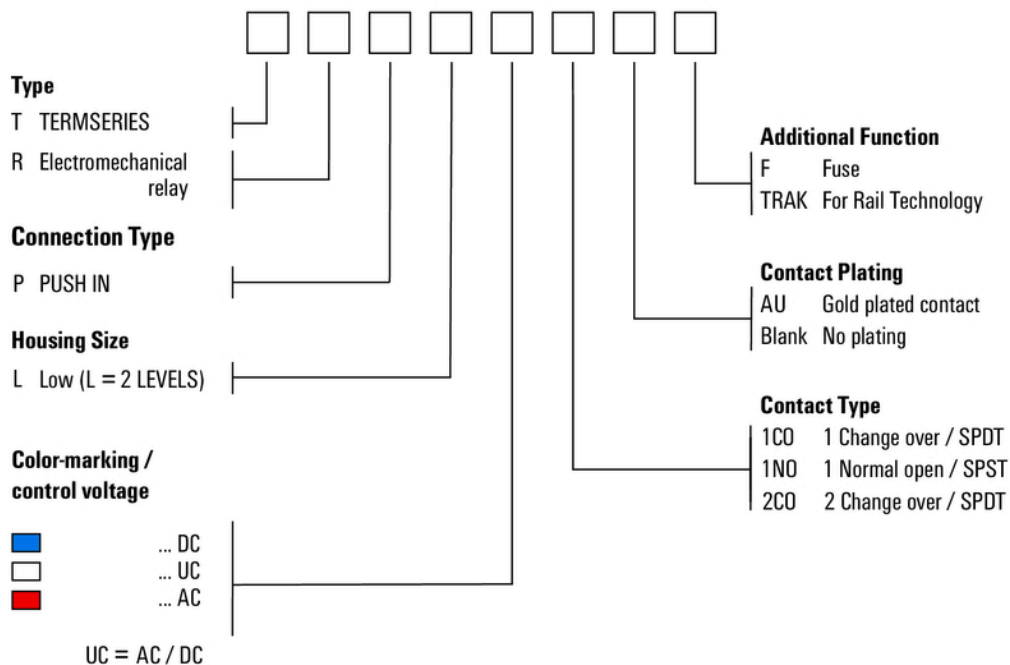 Type
T TERMSERIES
R Electromechanical
relay
Connection Type
P PUSH IN
Housing Size
L Low (L = 2 LEVELS)
Color-marking /
control voltage
... DC
... UC
... AC
UC = AC / DC
Additional Function
F Fuse
TRAK For Rail Technology
Contact Plating
AU Gold plated contact
Blank No plating
Contact Type
1CO 1 Change over / SPDT
1NO 1 Normal open / SPST
2CO 2 Change over / SPDT